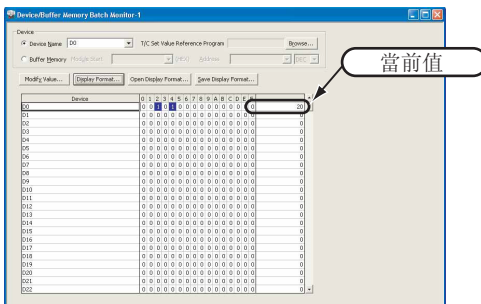 Device/Buffer Memory Batch Monitor-1
當前值
Device
Device Name D0 T/C Set Value Reference Program Browse...
Buffer Memory Module Start (HEX) Address DEC
Modify Value... Display Format... Open Display Format... Save Display Format...
Device 0 1 2 3 4 5 6 7 8 9 A B C D E
D0 0 0 1 0 1 0 0 0 0 0 0 0 0 0 0 0 20
D1 0 0 0 0 0 0 0 0 0 0 0 0 0 0 0 0 0
D2 0 0 0 0 0 0 0 0 0 0 0 0 0 0 0 0 0
D3 0 0 0 0 0 0 0 0 0 0 0 0 0 0 0 0 0
D4 0 0 0 0 0 0 0 0 0 0 0 0 0 0 0 0 0
D5 0 0 0 0 0 0 0 0 0 0 0 0 0 0 0 0 0
D6 0 0 0 0 0 0 0 0 0 0 0 0 0 0 0 0 0
D7 0 0 0 0 0 0 0 0 0 0 0 0 0 0 0 0 0
D8 0 0 0 0 0 0 0 0 0 0 0 0 0 0 0 0 0
D9 0 0 0 0 0 0 0 0 0 0 0 0 0 0 0 0 0
D10 0 0 0 0 0 0 0 0 0 0 0 0 0 0 0 0 0
D11 0 0 0 0 0 0 0 0 0 0 0 0 0 0 0 0 0
D12 0 0 0 0 0 0 0 0 0 0 0 0 0 0 0 0 0
D13 0 0 0 0 0 0 0 0 0 0 0 0 0 0 0 0 0
D14 0 0 0 0 0 0 0 0 0 0 0 0 0 0 0 0 0
D15 0 0 0 0 0 0 0 0 0 0 0 0 0 0 0 0 0
D16 0 0 0 0 0 0 0 0 0 0 0 0 0 0 0 0 0
D17 0 0 0 0 0 0 0 0 0 0 0 0 0 0 0 0 0
D18 0 0 0 0 0 0 0 0 0 0 0 0 0 0 0 0 0
D19 0 0 0 0 0 0 0 0 0 0 0 0 0 0 0 0 0
D20 0 0 0 0 0 0 0 0 0 0 0 0 0 0 0 0 0
D21 0 0 0 0 0 0 0 0 0 0 0 0 0 0 0 0 0
D22 0 0 0 0 0 0 0 0 0 0 0 0 0 0 0 0 0